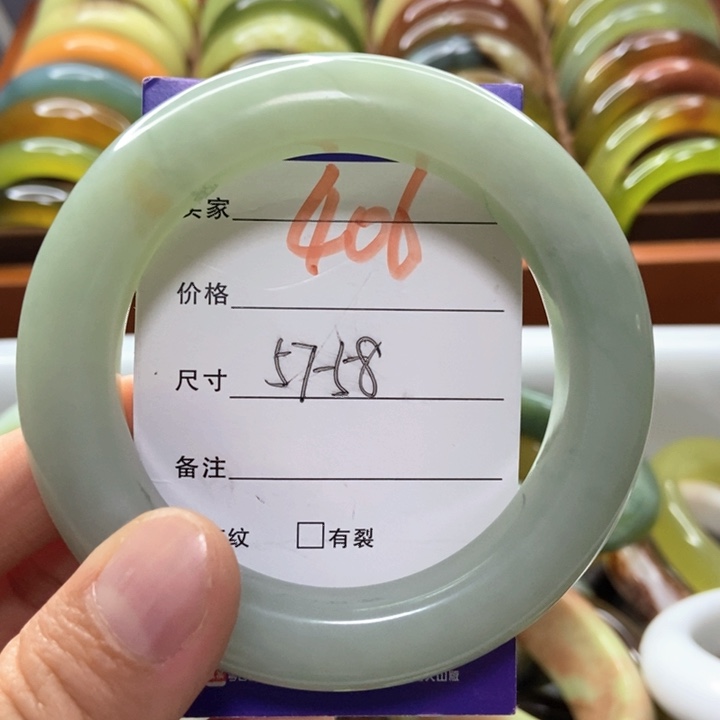 家 406
价格
尺寸 57-58
备注
纹 □有裂